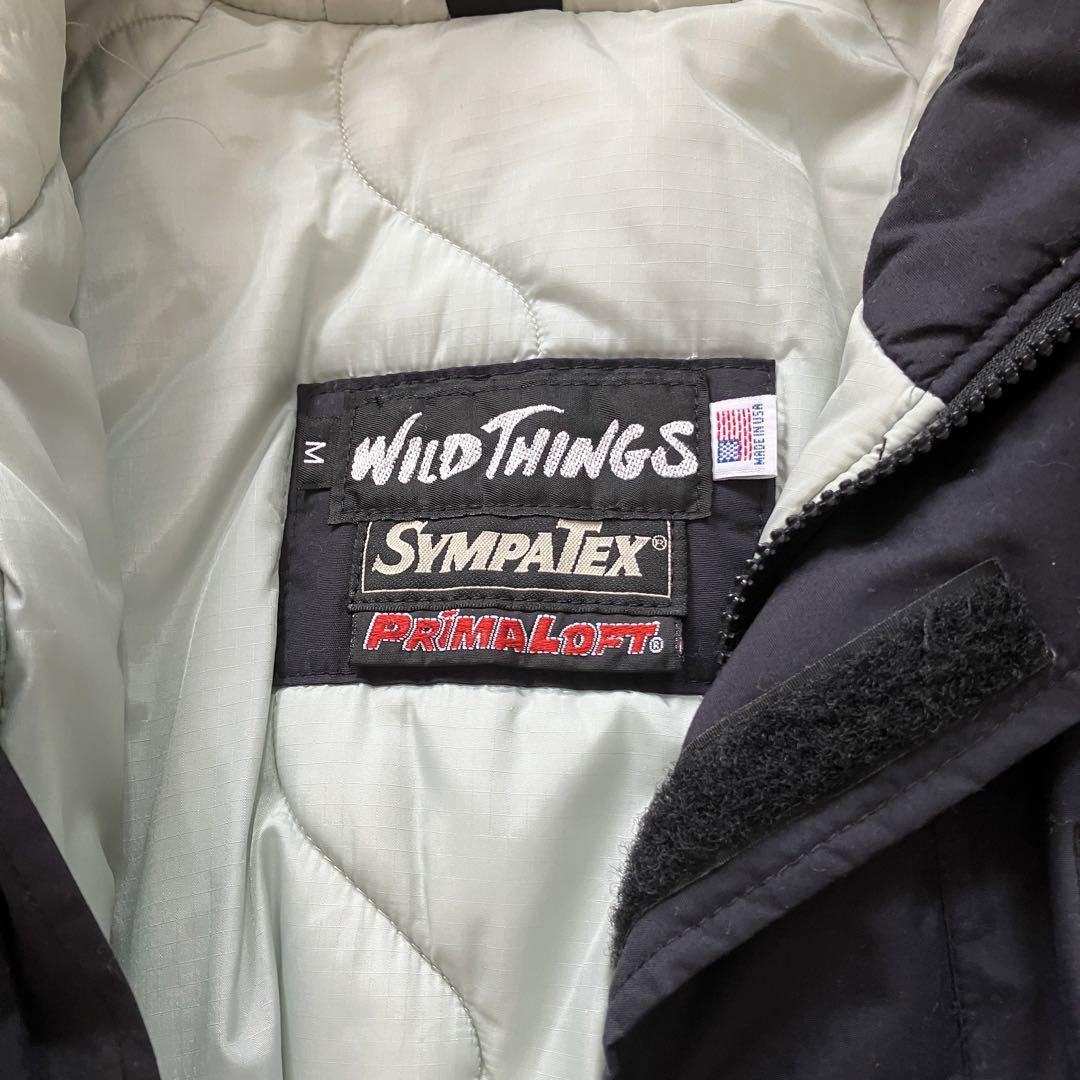 M
WILD THINGS
MADE IN USA
SYMPATEX®
PRIMALOFT®